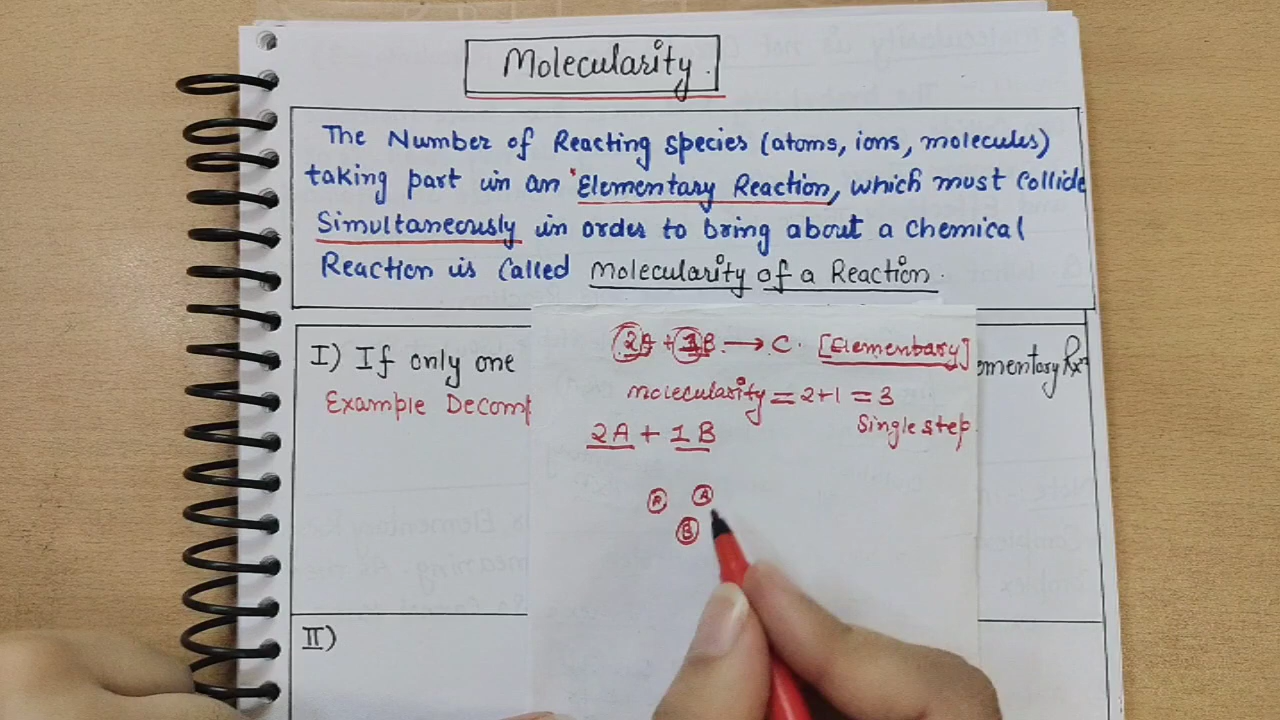 Molecularity.
The Number of Reacting species (atoms, ions, molecules)
taking part in an Elementary Reaction, which must collide
Simultaneously in order to bring about a Chemical
Reaction is Called Molecularity of a Reaction.
I) If only one
ementary Rxn
Example Decomp
2A + 1B → C. [Elementary]
Molecularity = 2+1 = 3
Single step.
2A + 1B
A A
B
II)